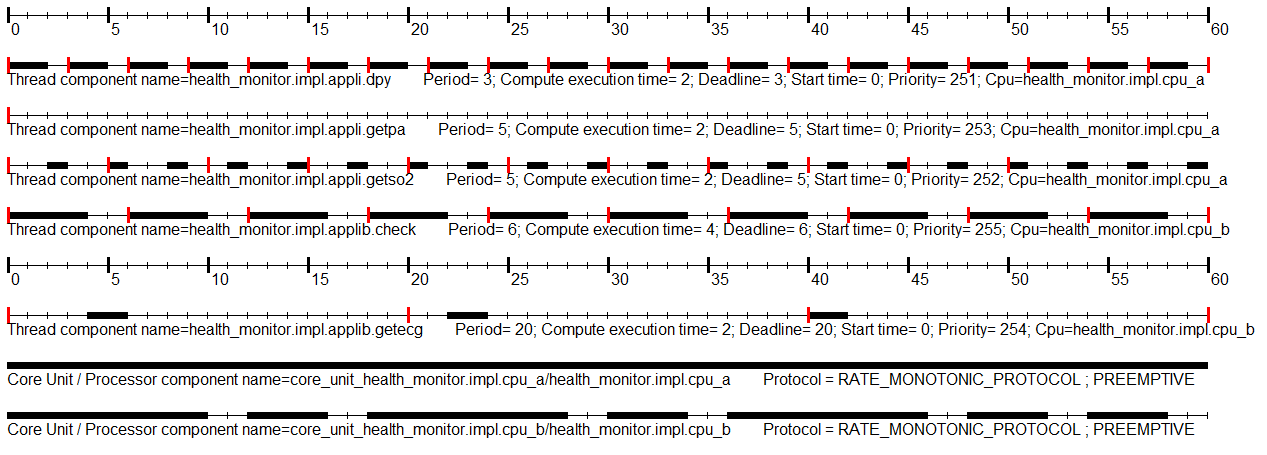 0 5 10 15 20 25 30 35 40 45 50 55 60
Thread component name=health_monitor.impl.appli.dpy Period= 3; Compute execution time= 2; Deadline= 3; Start time= 0; Priority= 251; Cpu=health_monitor.impl.cpu_a
Thread component name=health_monitor.impl.appli.getpa Period= 5; Compute execution time= 2; Deadline= 5; Start time= 0; Priority= 253; Cpu=health_monitor.impl.cpu_a
Thread component name=health_monitor.impl.appli.getso2 Period= 5; Compute execution time= 2; Deadline= 5; Start time= 0; Priority= 252; Cpu=health_monitor.impl.cpu_a
Thread component name=health_monitor.impl.applib.check Period= 6; Compute execution time= 4; Deadline= 6; Start time= 0; Priority= 255; Cpu=health_monitor.impl.cpu_b
0 5 10 15 20 25 30 35 40 45 50 55 60
Thread component name=health_monitor.impl.applib.getecg Period= 20; Compute execution time= 2; Deadline= 20; Start time= 0; Priority= 254; Cpu=health_monitor.impl.cpu_b
Core Unit / Processor component name=core_unit_health_monitor.impl.cpu_a/health_monitor.impl.cpu_a Protocol = RATE_MONOTONIC_PROTOCOL ; PREEMPTIVE
Core Unit / Processor component name=core_unit_health_monitor.impl.cpu_b/health_monitor.impl.cpu_b Protocol = RATE_MONOTONIC_PROTOCOL ; PREEMPTIVE